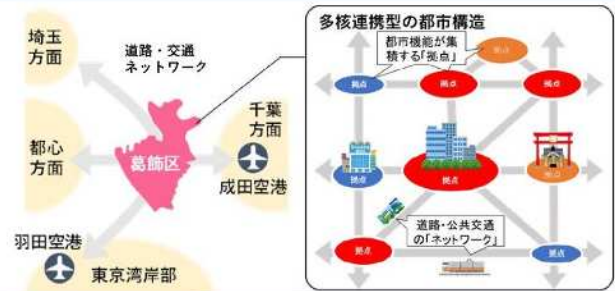 埼玉
方面
道路・交通
ネットワーク
都心
方面
葛飾区
千葉
方面
成田空港
羽田空港
東京湾岸部
多核連携型の都市構造
都市機能が集
積する「拠点」
拠点
拠点
拠点
拠点
拠点
拠点
拠点
道路・公共交通
の「ネットワーク」
拠点
拠点